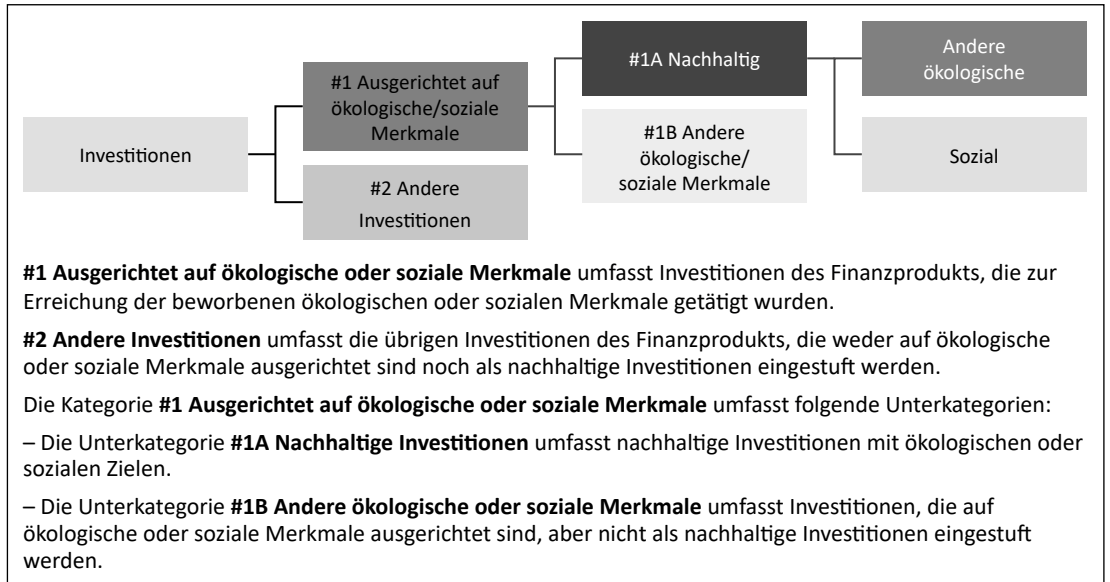 Investitionen
#1 Ausgerichtet auf
ökologische/soziale
Merkmale
#2 Andere
Investitionen
#1A Nachhaltig
#1B Andere
ökologische/
soziale Merkmale
Andere
ökologische
Sozial
#1 Ausgerichtet auf ökologische oder soziale Merkmale umfasst Investitionen des Finanzprodukts, die zur
Erreichung der beworbenen ökologischen oder sozialen Merkmale getätigt wurden.
#2 Andere Investitionen umfasst die übrigen Investitionen des Finanzprodukts, die weder auf ökologische
oder soziale Merkmale ausgerichtet sind noch als nachhaltige Investitionen eingestuft werden.
Die Kategorie #1 Ausgerichtet auf ökologische oder soziale Merkmale umfasst folgende Unterkategorien:
– Die Unterkategorie #1A Nachhaltige Investitionen umfasst nachhaltige Investitionen mit ökologischen oder
sozialen Zielen.
– Die Unterkategorie #1B Andere ökologische oder soziale Merkmale umfasst Investitionen, die auf
ökologische oder soziale Merkmale ausgerichtet sind, aber nicht als nachhaltige Investitionen eingestuft
werden.